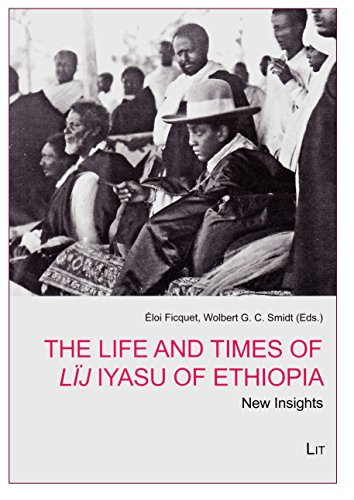 Éloi Ficquet, Wolbert G. C. Smidt (Eds.)
THE LIFE AND TIMES OF
LÏJ IYASU OF ETHIOPIA
New Insights
LIT